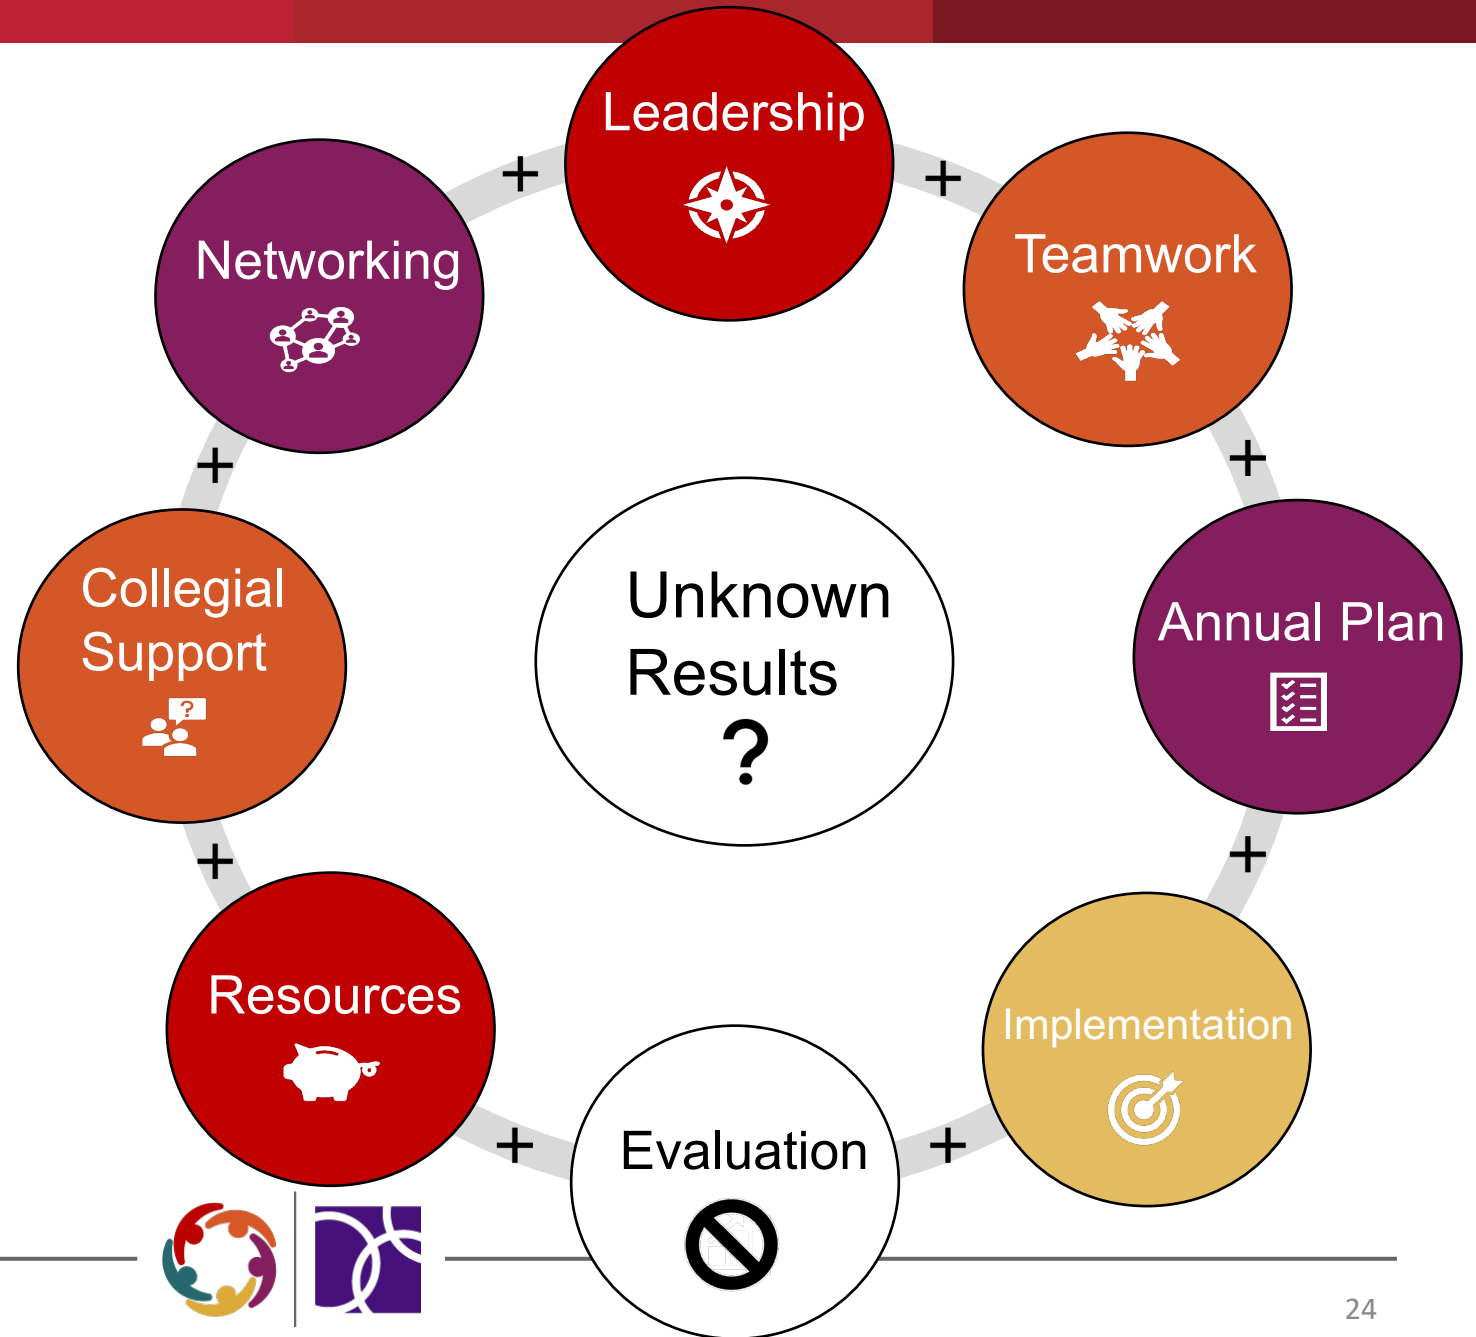 Leadership
+
Teamwork
+
Annual Plan
+
Implementation
+
Evaluation
+
Resources
+
Collegial
Support
?
+
Networking
+
Unknown
Results
?
24